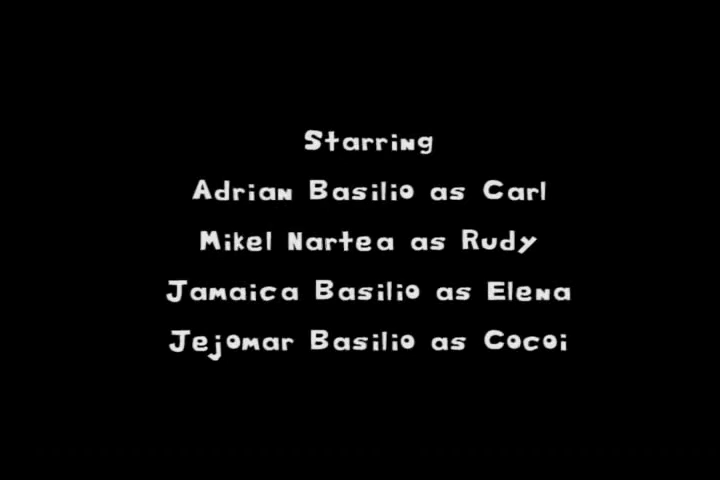 Starring
Adrian Basilio as Carl
Mikel Nartea as Rudy
Jamaica Basilio as Elena
Jejomar Basilio as Cocoi